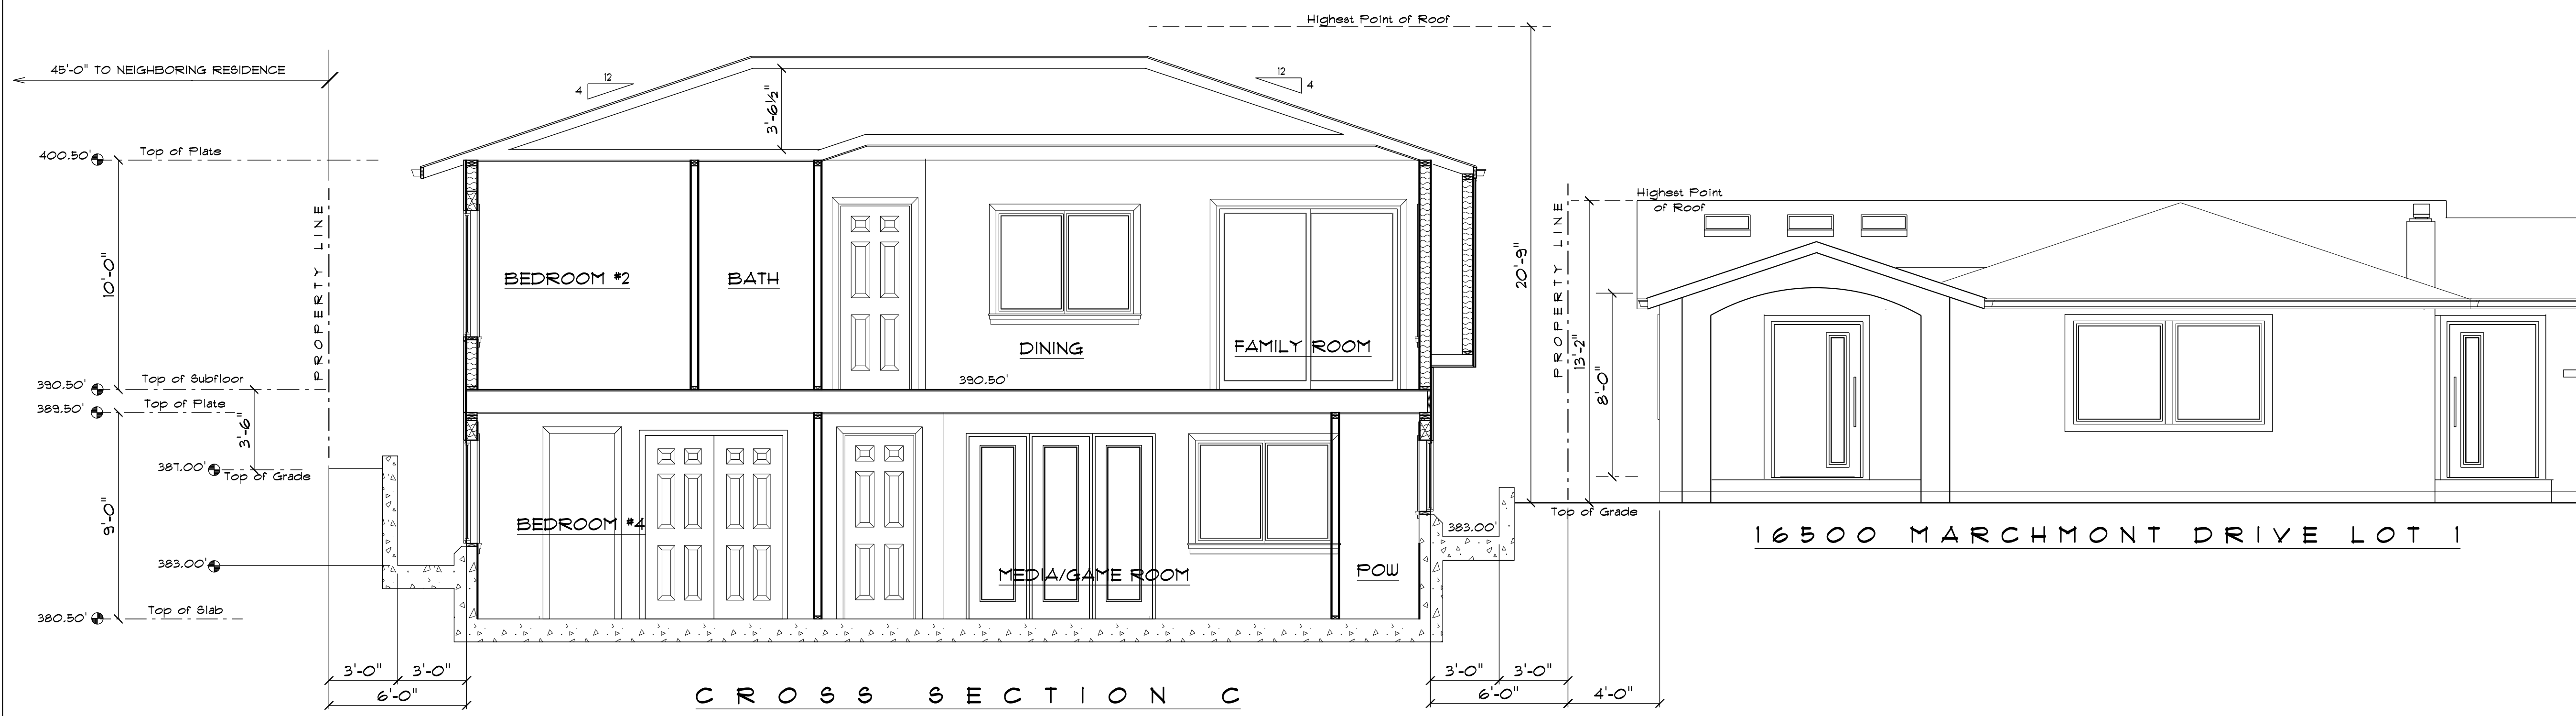 Highest Point of Roof
45'-0" TO NEIGHBORING RESIDENCE
12
4
12
4
3'-6½"
400.50'
Top of Plate
10'-0"
PROPERTY LINE
390.50'
Top of Subfloor
389.50'
Top of Plate
3'-6"
387.00'
Top of Grade
9'-0"
383.00'
380.50'
Top of Slab
BEDROOM #2
BATH
DINING
FAMILY ROOM
390.50'
BEDROOM #4
MEDIA/GAME ROOM
POW
383.00'
20'-9"
PROPERTY LINE
13'-2"
8'-0"
Highest Point
of Roof
Top of Grade
16500 MARCHMONT DRIVE LOT 1
3'-0"
3'-0"
6'-0"
CROSS SECTION C
3'-0"
3'-0"
6'-0"
4'-0"